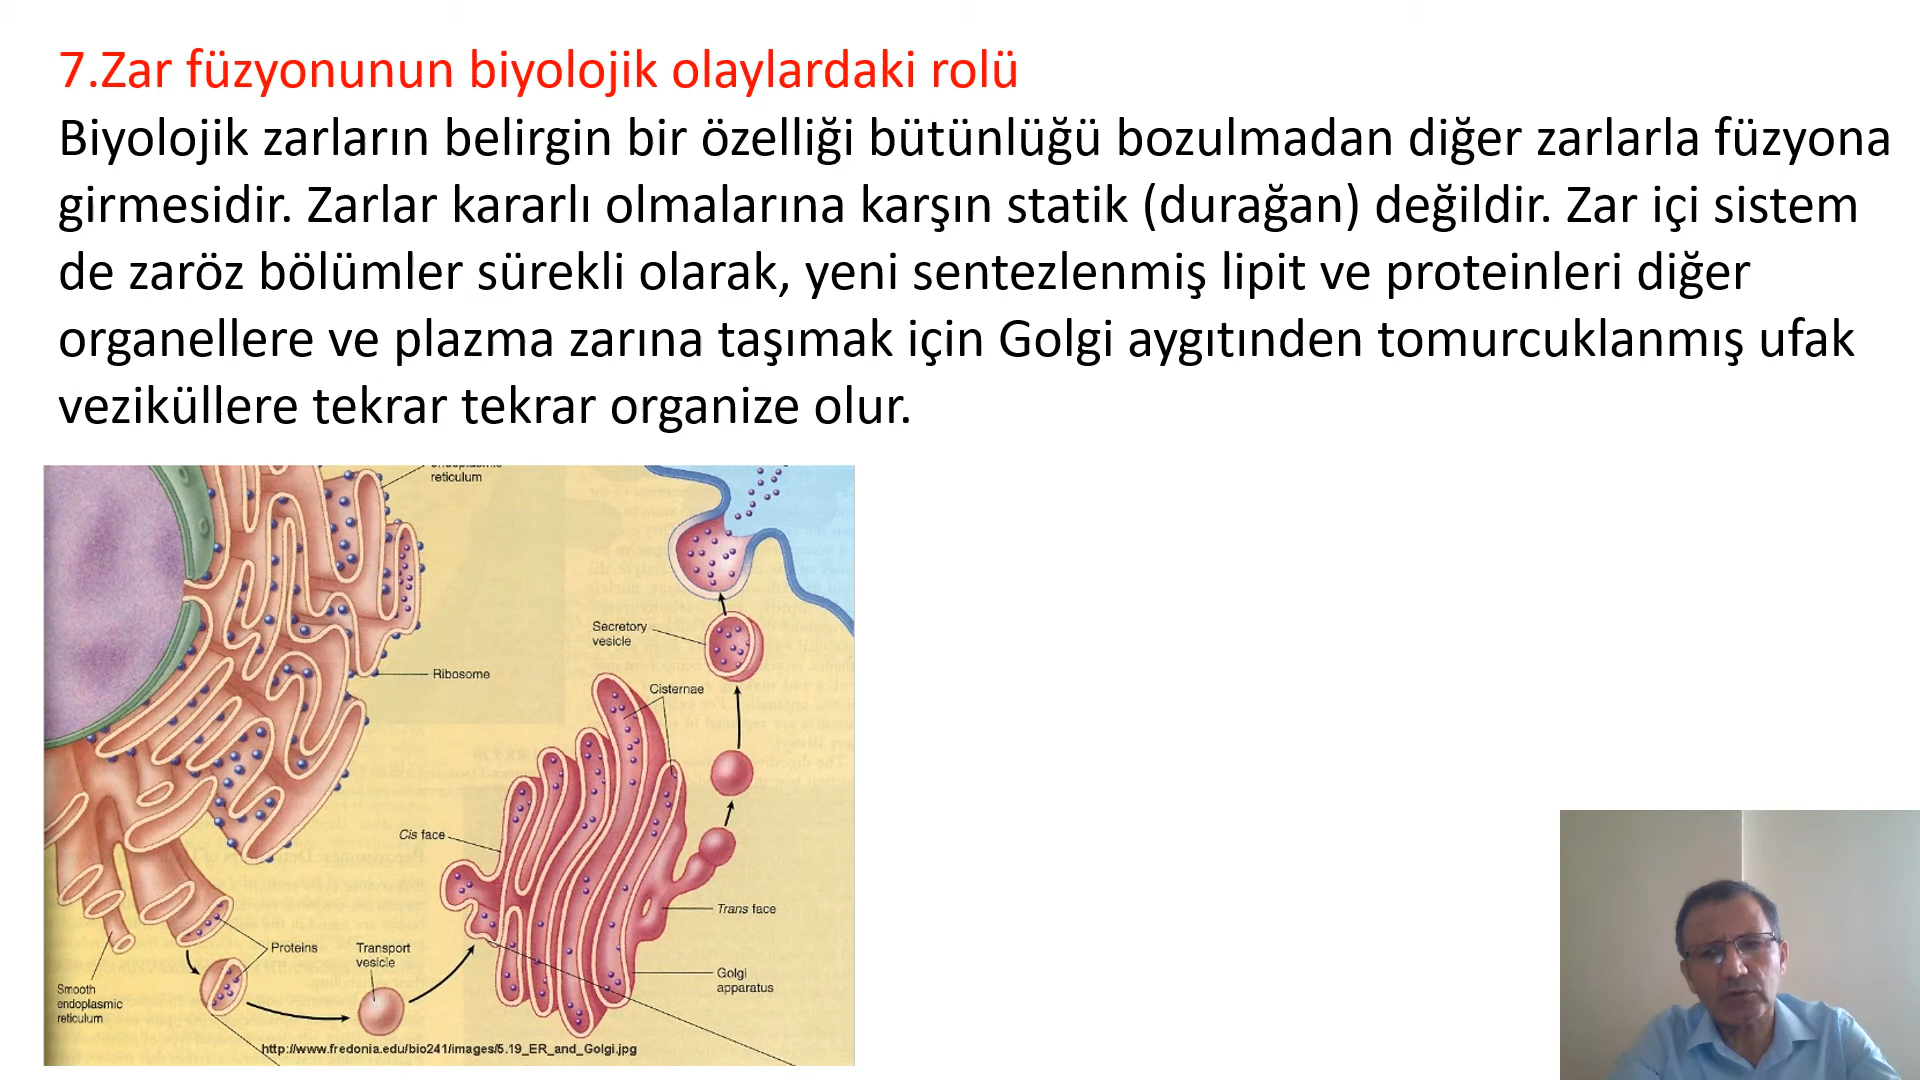 7.Zar füzyonunun biyolojik olaylardaki rolü
Biyolojik zarların belirgin bir özelliği bütünlüğü bozulmadan diğer zarlarla füzyona
girmesidir. Zarlar kararlı olmalarına karşın statik (durağan) değildir. Zar içi sistem
de zaröz bölümler sürekli olarak, yeni sentezlenmiş lipit ve proteinleri diğer
organellere ve plazma zarına taşımak için Golgi aygıtından tomurcuklanmış ufak
veziküllere tekrar tekrar organize olur.
reticulum
Secretory
vesicle
Ribosome
Cisternae
Cis face
Trans face
Proteins
Transport
vesicle
Golgi
apparatus
Smooth
endoplasmic
reticulum
http://www.fredonia.edu/bio241/images/5.19_ER_and_Golgi.jpg